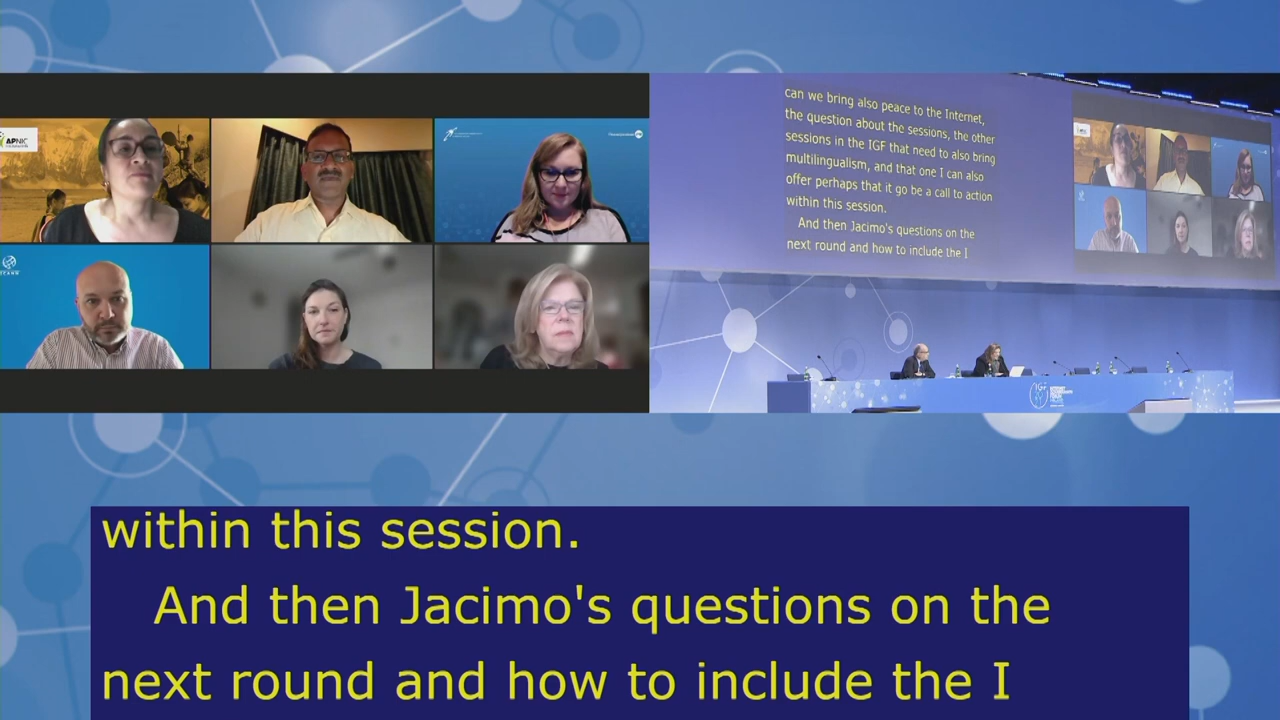 APNIC
ICANN
can we bring also peace to the Internet,
the question about the sessions, the other
sessions in the IGF that need to also bring
multilingualism, and that one I can also
offer perhaps that it go be a call to action
within this session.
And then Jacimo's questions on the
next round and how to include the I
within this session.
And then Jacimo's questions on the
next round and how to include the I